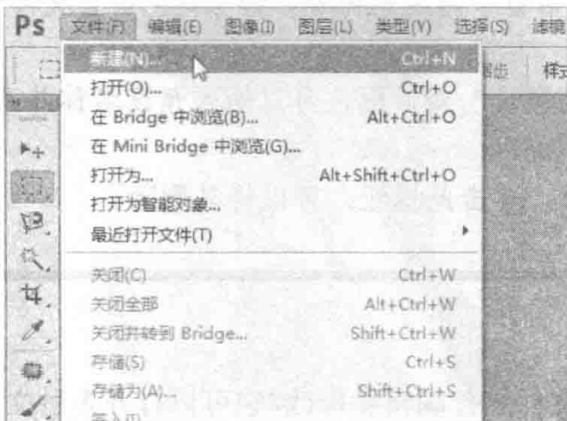 Ps 文件(F) 编辑(E) 图像(I) 图层(L) 类型(Y) 选择(S) 滤镜
新建(N)... Ctrl+N
样式
打开(O)... Ctrl+O
在 Bridge 中浏览(B)... Alt+Ctrl+O
在 Mini Bridge 中浏览(G)...
打开为... Alt+Shift+Ctrl+O
打开为智能对象...
最近打开文件(T)
关闭(C) Ctrl+W
关闭全部 Alt+Ctrl+W
关闭并转到 Bridge... Shift+Ctrl+W
存储(S) Ctrl+S
存储为(A)... Shift+Ctrl+S